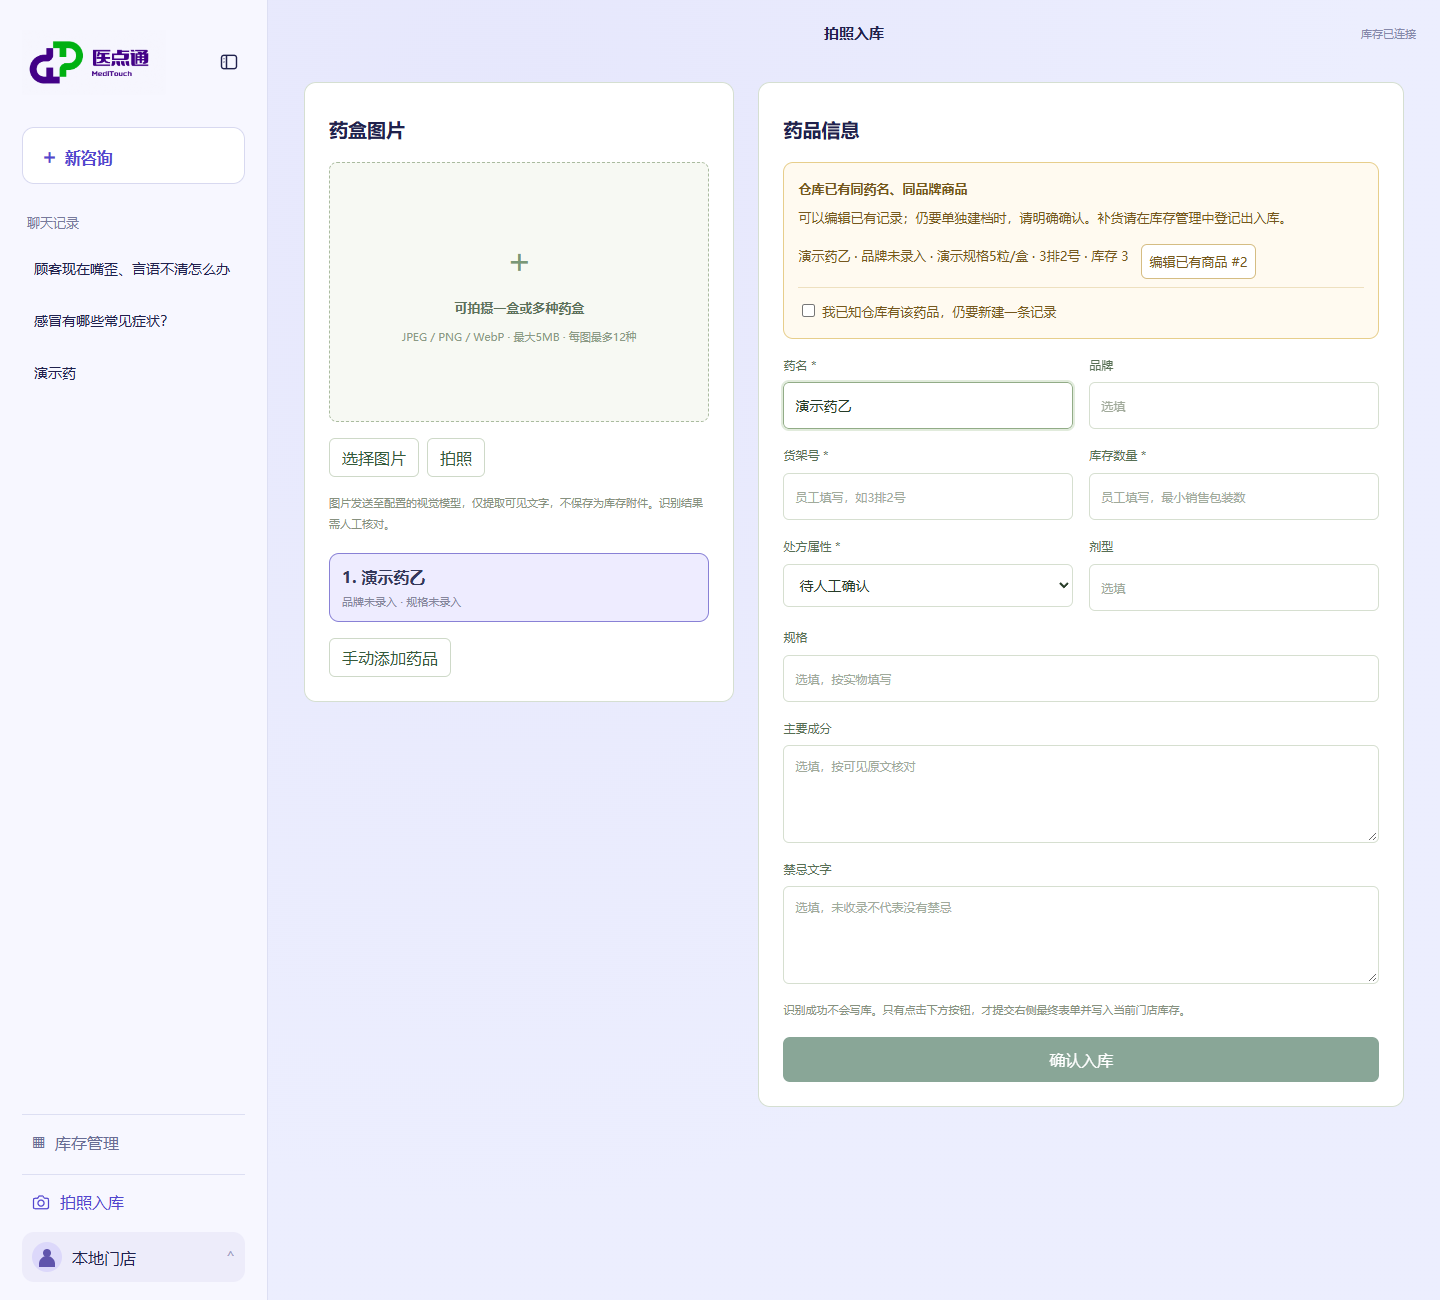 医点通
MediTouch
+ 新咨询
聊天记录
顾客现在嘴歪、言语不清怎么办
感冒有哪些常见症状？
演示药
库存管理
拍照入库
本地门店
拍照入库
库存已连接
药盒图片
+
可拍摄一盒或多种药盒
JPEG / PNG / WebP · 最大5MB · 每图最多12种
选择图片
拍照
图片发送至配置的视觉模型，仅提取可见文字，不保存为库存附件。识别结果
需人工核对。
1. 演示药乙
品牌未录入 · 规格未录入
手动添加药品
药品信息
仓库已有同药名、同品牌商品
可以编辑已有记录；仍要单独建档时，请明确确认。补货请在库存管理中登记出入库。
演示药乙 · 品牌未录入 · 演示规格5粒/盒 · 3排2号 · 库存 3
编辑已有商品 #2
我已知仓库有该药品，仍要新建一条记录
药名 *
品牌
演示药乙
选填
货架号 *
库存数量 *
员工填写，如3排2号
员工填写，最小销售包装数
处方属性 *
剂型
待人工确认
选填
规格
选填，按实物填写
主要成分
选填，按可见原文核对
禁忌文字
选填，未收录不代表没有禁忌
识别成功不会写库。只有点击下方按钮，才提交右侧最终表单并写入当前门店库存。
确认入库